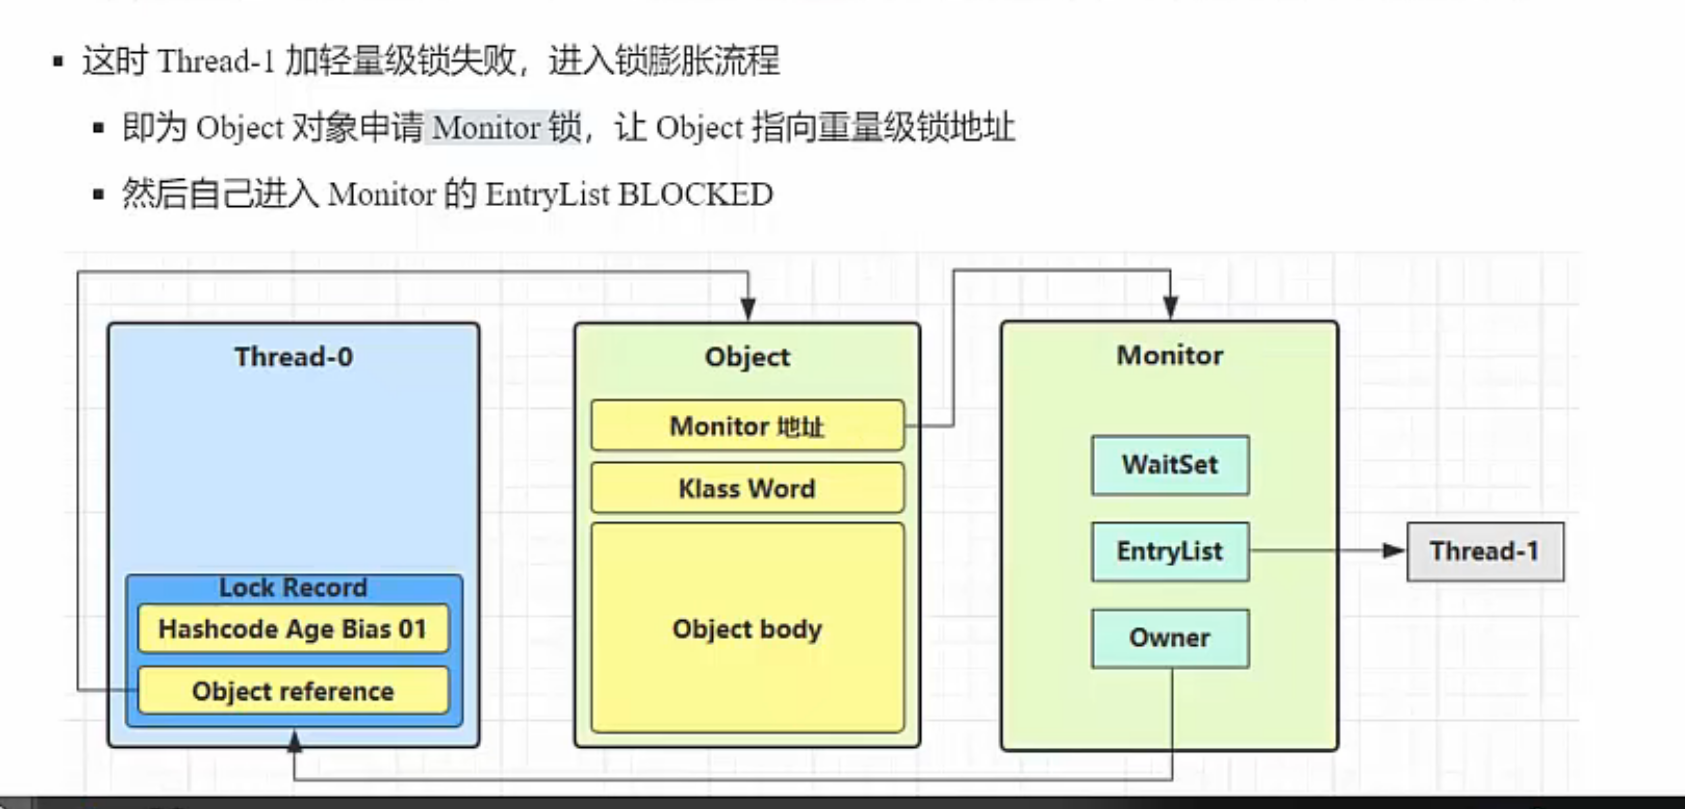 ▪ 这时 Thread-1 加轻量级锁失败，进入锁膨胀流程
▪ 即为 Object 对象申请 Monitor 锁，让 Object 指向重量级锁地址
▪ 然后自己进入 Monitor 的 EntryList BLOCKED
Thread-0
Lock Record
Hashcode Age Bias 01
Object reference
Object
Monitor 地址
Klass Word
Object body
Monitor
WaitSet
EntryList
Owner
Thread-1